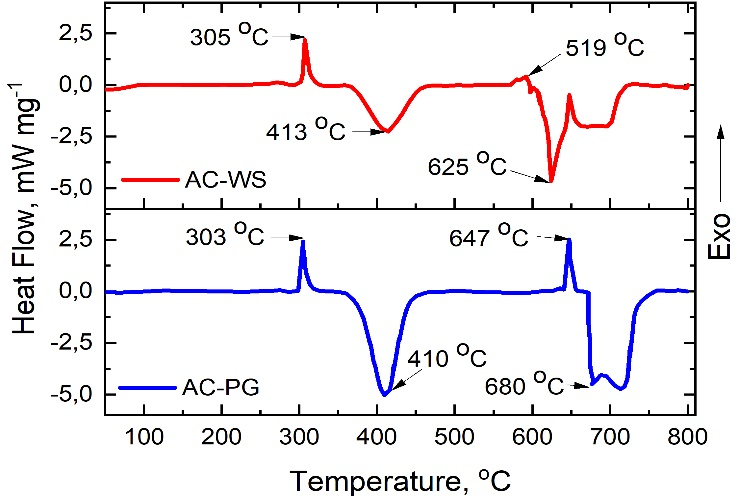 305 °C
519 °C
413 °C
625 °C
AC-WS
2,5
0,0
-2,5
-5,0
303 °C
647 °C
410 °C
680 °C
AC-PG
2,5
0,0
-2,5
-5,0
100 200 300 400 500 600 700 800
Temperature, °C
Heat Flow, mW mg⁻¹
Exo